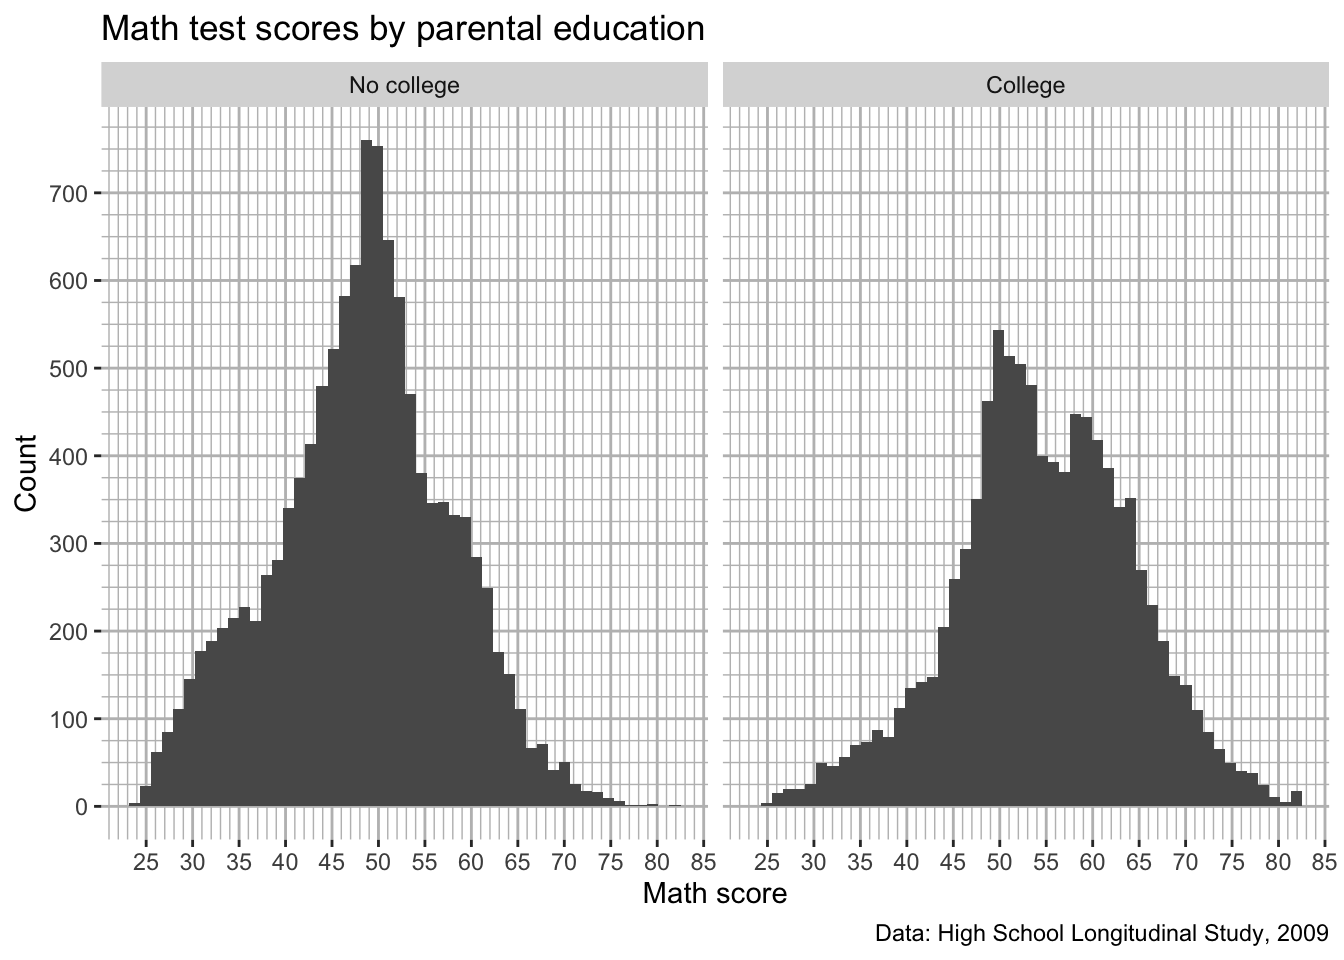 Math test scores by parental education
No college
College
700
600
500
400
300
200
100
0
Count
25 30 35 40 45 50 55 60 65 70 75 80 85
25 30 35 40 45 50 55 60 65 70 75 80 85
Math score
Data: High School Longitudinal Study, 2009